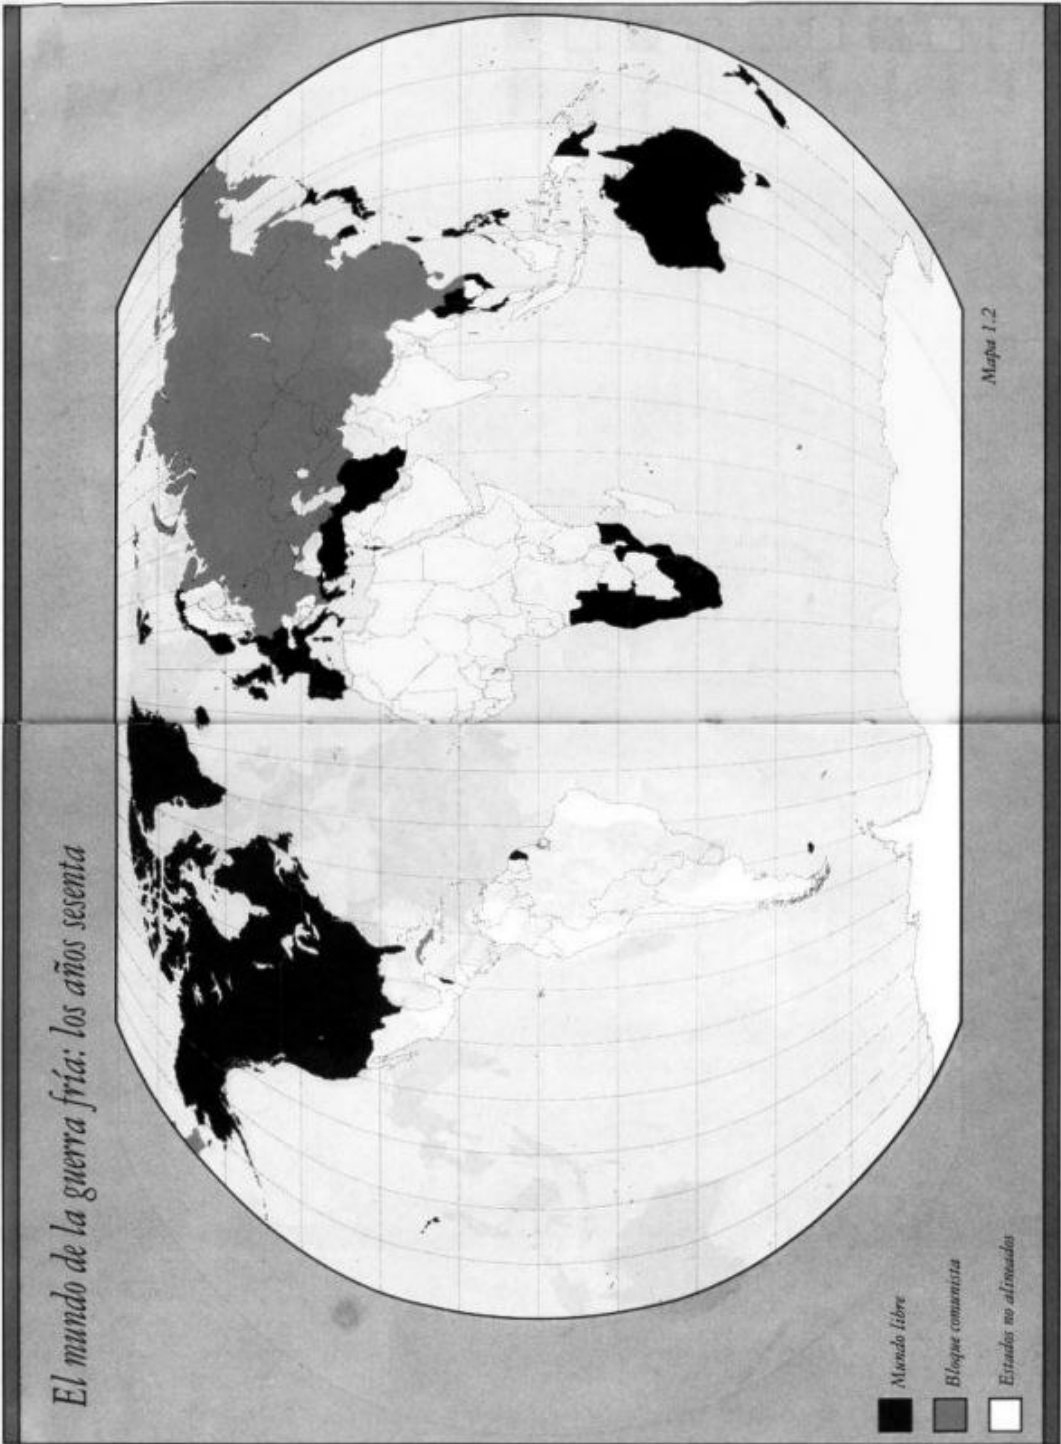 El mundo de la guerra fría: los años sesenta
Mundo libre
Bloque comunista
Estados no alineados
Mapa 1.2